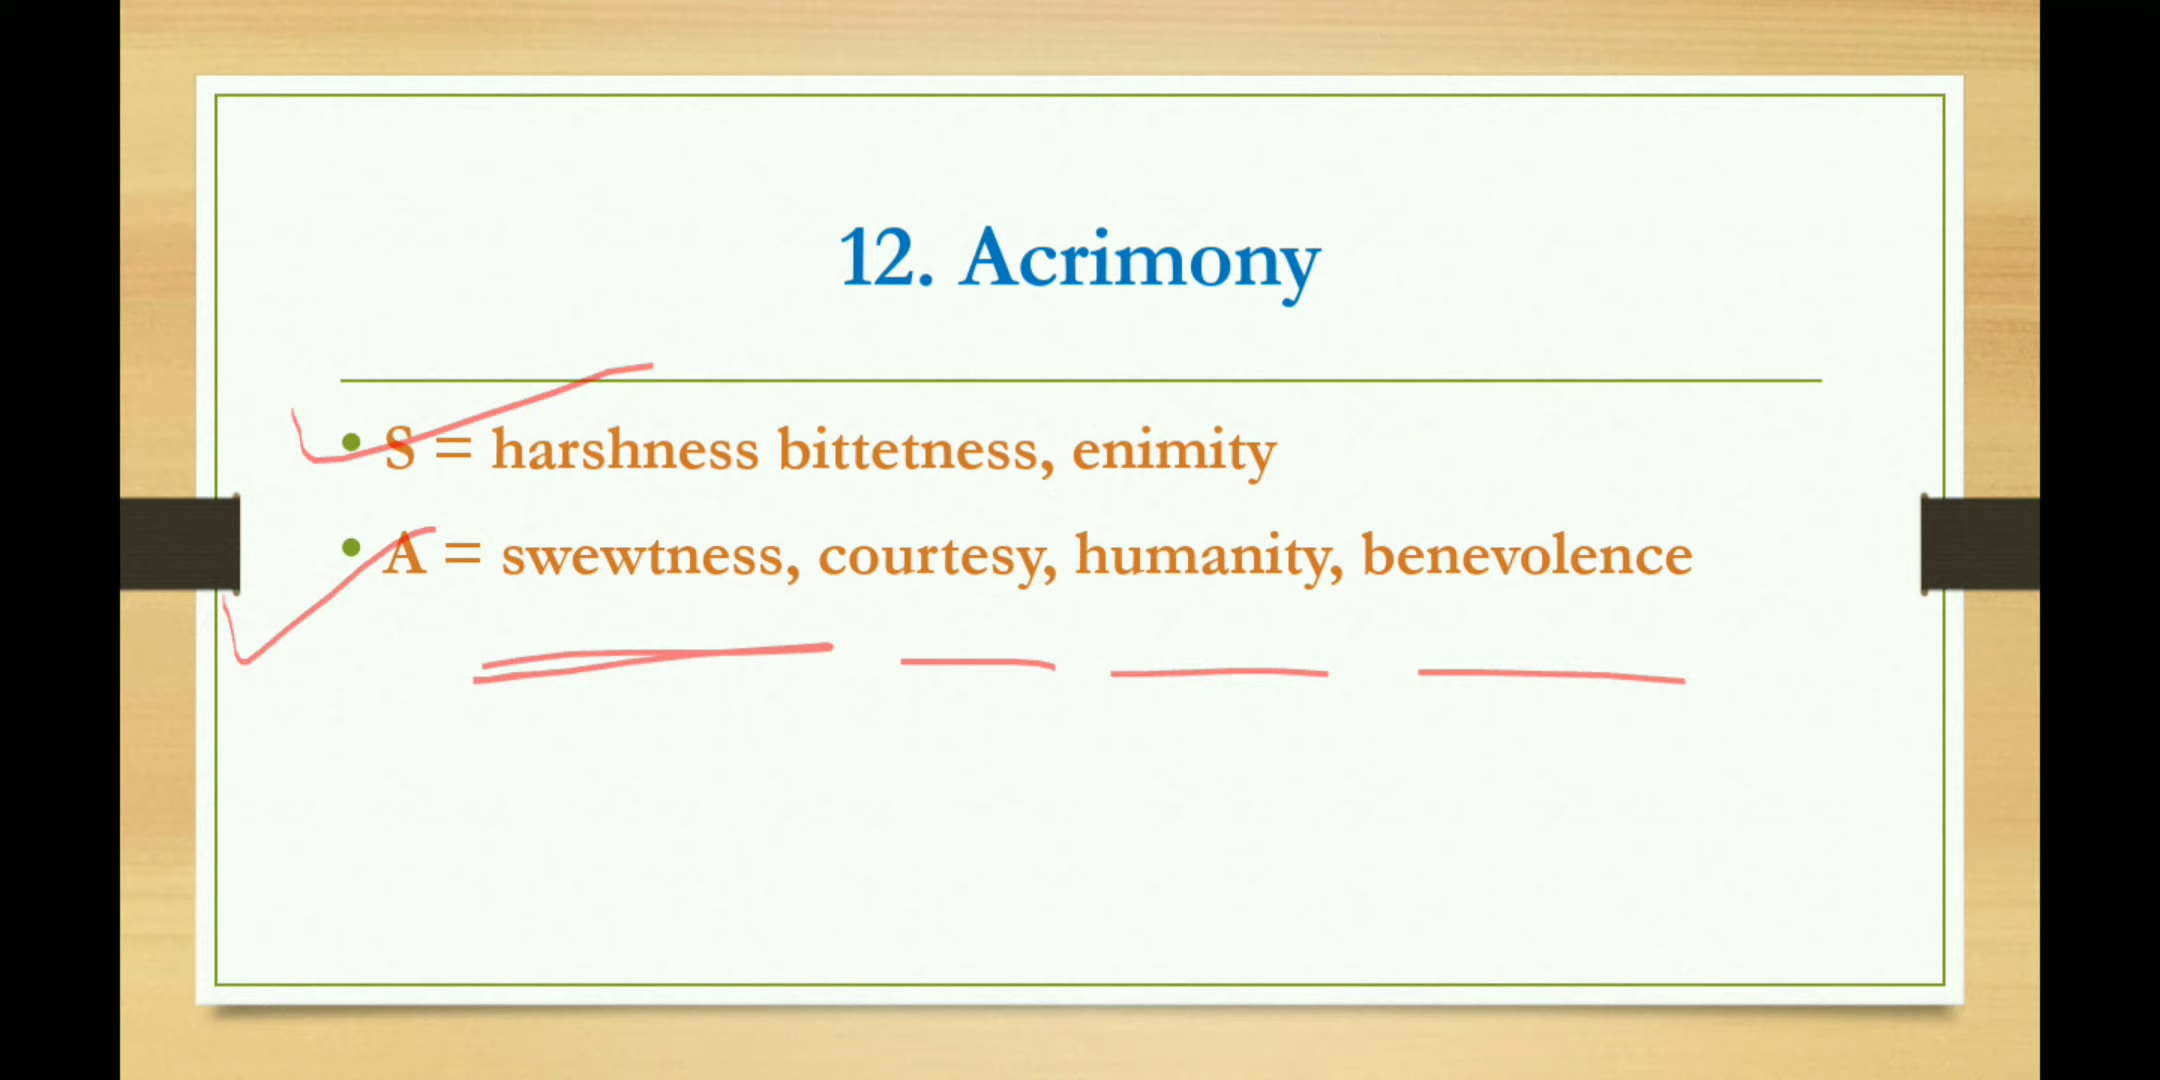 12. Acrimony
• S = harshness bittetness, enimity
• A = swewtness, courtesy, humanity, benevolence